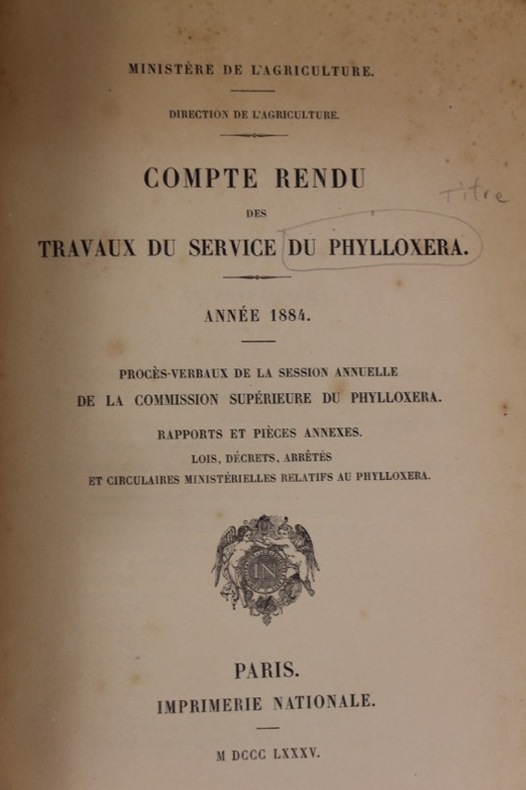 MINISTÈRE DE L'AGRICULTURE.
DIRECTION DE L'AGRICULTURE.
COMPTE RENDU
Titre
DES
TRAVAUX DU SERVICE DU PHYLLOXERA.
ANNÉE 1884.
PROCÈS-VERBAUX DE LA SESSION ANNUELLE
DE LA COMMISSION SUPÉRIEURE DU PHYLLOXERA.
RAPPORTS ET PIÈCES ANNEXES.
LOIS, DÉCRETS, ARRÊTÉS
ET CIRCULAIRES MINISTÉRIELLES RELATIFS AU PHYLLOXERA.
IN
PARIS.
IMPRIMERIE NATIONALE.
M DCCC LXXXV.